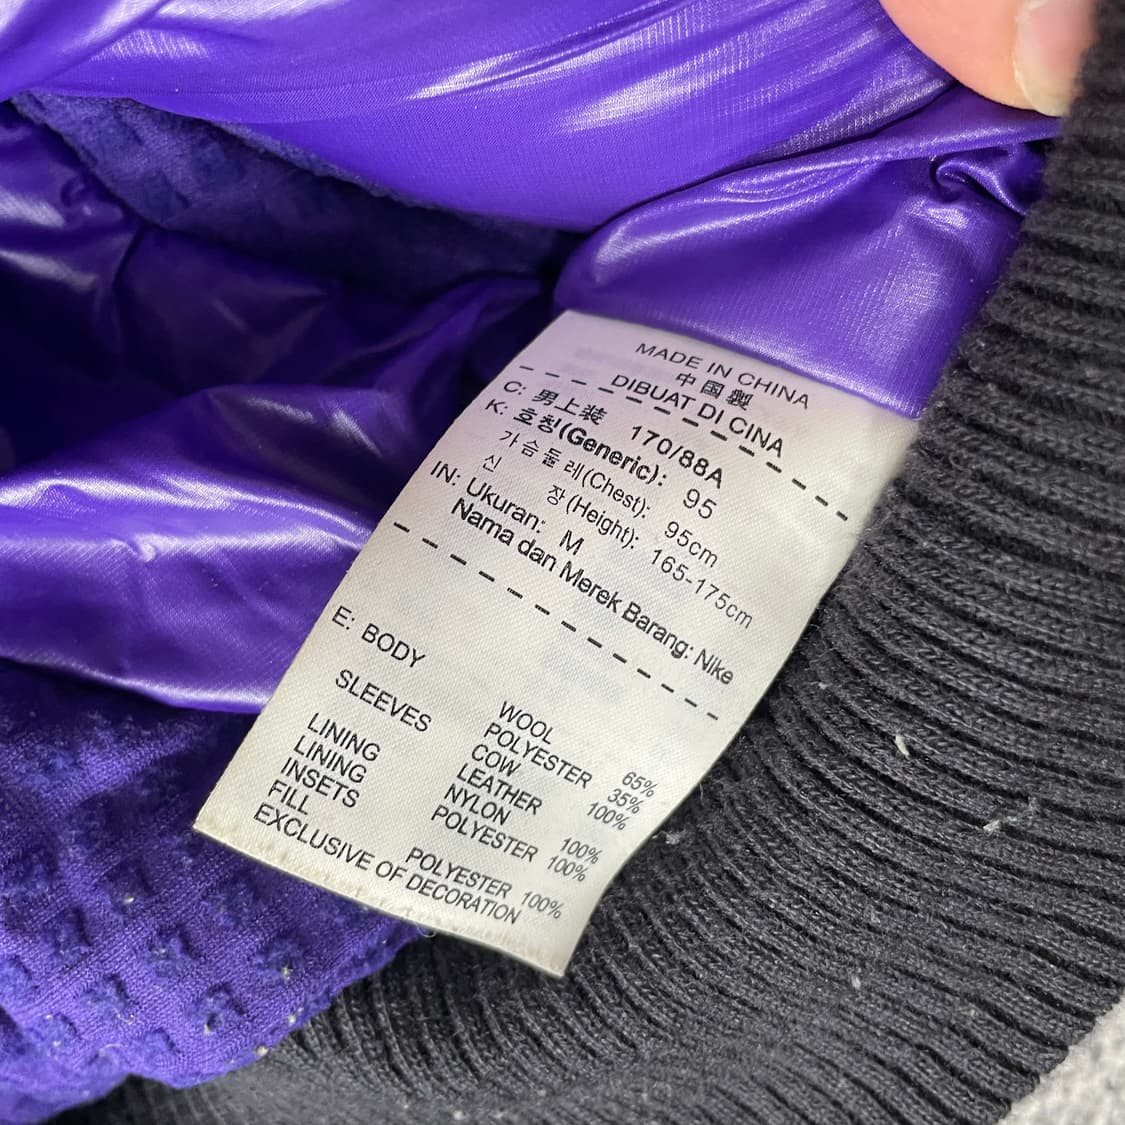 MADE IN CHINA
中國製
DIBUAT DI CINA
C: 男上装 170/88A
K: 호칭(Generic): 95
가슴둘레(Chest): 95cm
신 장(Height): 165-175cm
IN: Ukuran: M
Nama dan Merek Barang: Nike
E: BODY WOOL 65%
POLYESTER 35%
SLEEVES COW 100%
LEATHER
LINING NYLON 100%
LINING POLYESTER 100%
INSETS
FILL POLYESTER 100%
EXCLUSIVE OF DECORATION